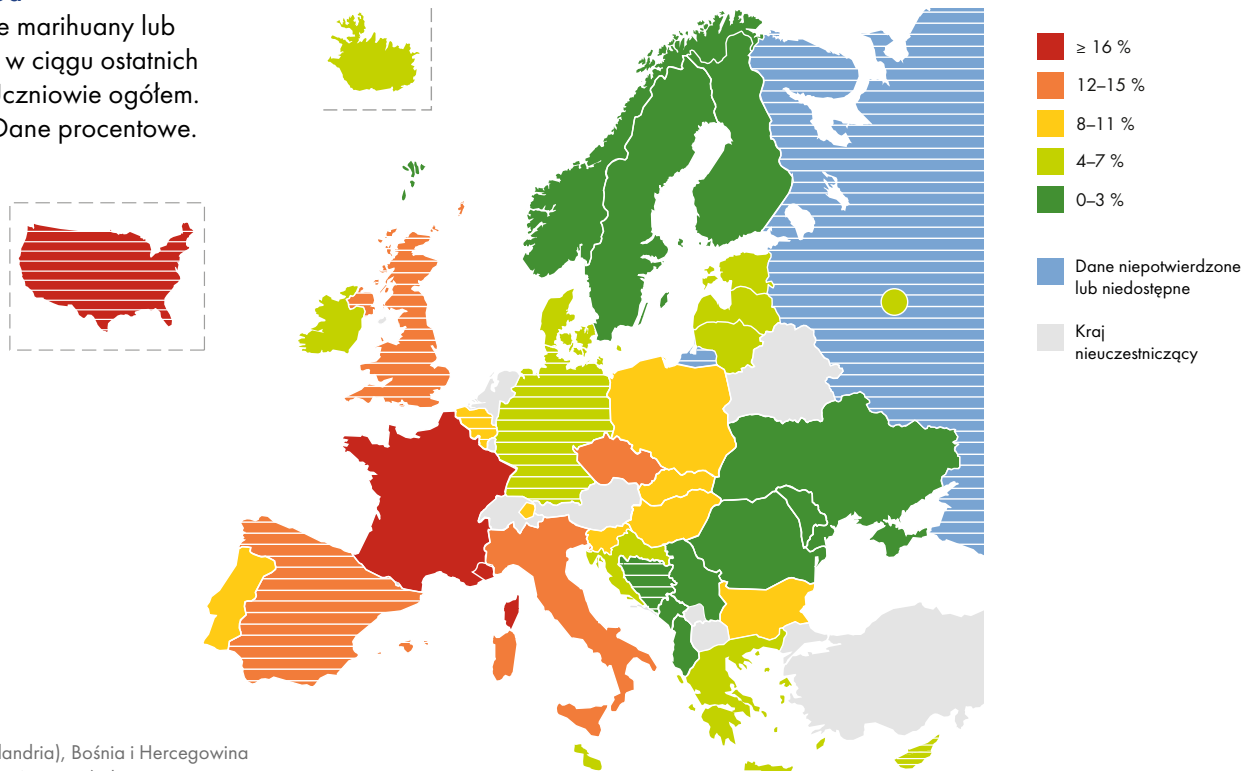 e marihuany lub
w ciągu ostatnich
Uczniowie ogółem.
Dane procentowe.
≥ 16 %
12–15 %
8–11 %
4–7 %
0–3 %
Dane niepotwierdzone
lub niedostępne
Kraj
nieuczestniczący
landria), Bośnia i Hercegowina